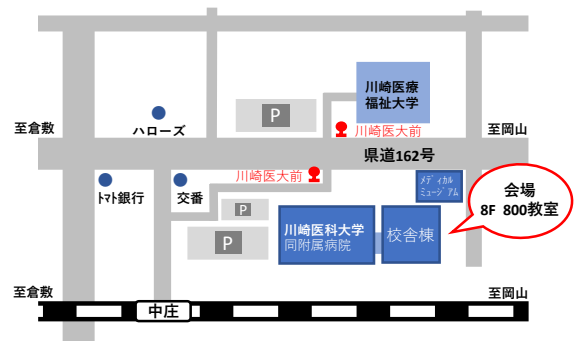 川崎医療
福祉大学
P
至倉敷
ハローズ
川崎医大前
至岡山
県道162号
川崎医大前
ﾄﾏﾄ銀行
交番
ﾒﾃﾞｨｶﾙ
ﾐｭｰｼﾞｱﾑ
会場
8F 800教室
P
川崎医科大学
同附属病院
校舎棟
P
至倉敷
至岡山
中庄